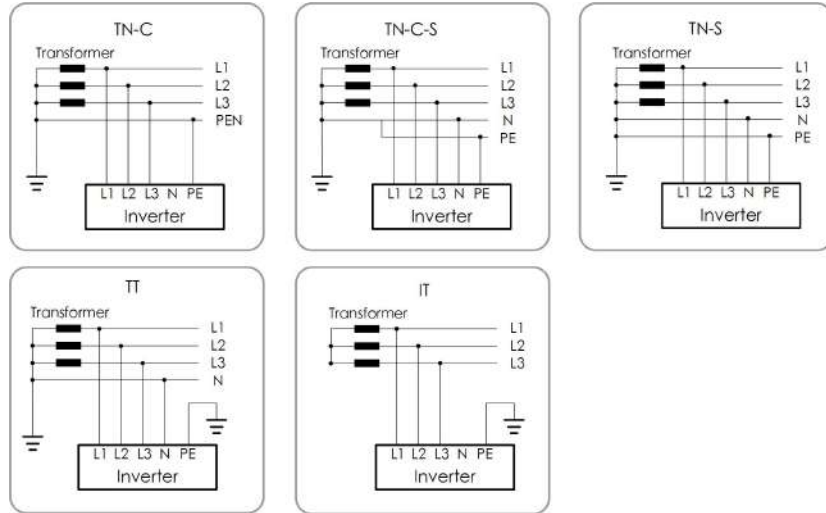 TN-C
Transformer
L1
L2
L3
PEN
L1 L2 L3 N PE
Inverter
TN-C-S
Transformer
L1
L2
L3
N
PE
L1 L2 L3 N PE
Inverter
TN-S
Transformer
L1
L2
L3
N
PE
L1 L2 L3 N PE
Inverter
TT
Transformer
L1
L2
L3
N
L1 L2 L3 N PE
Inverter
IT
Transformer
L1
L2
L3
L1 L2 L3 N PE
Inverter